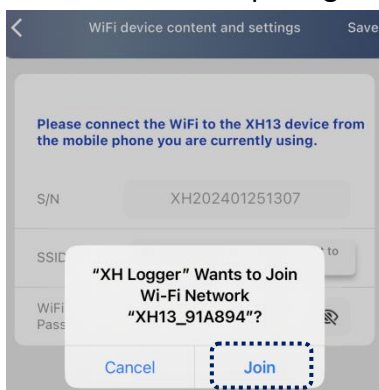 WiFi device content and settings Save
Please connect the WiFi to the XH13 device from
the mobile phone you are currently using.
S/N XH202401251307
SSID to
"XH Logger" Wants to Join
Wi-Fi Network
"XH13_91A894"?
WiFi
Pass
Cancel Join